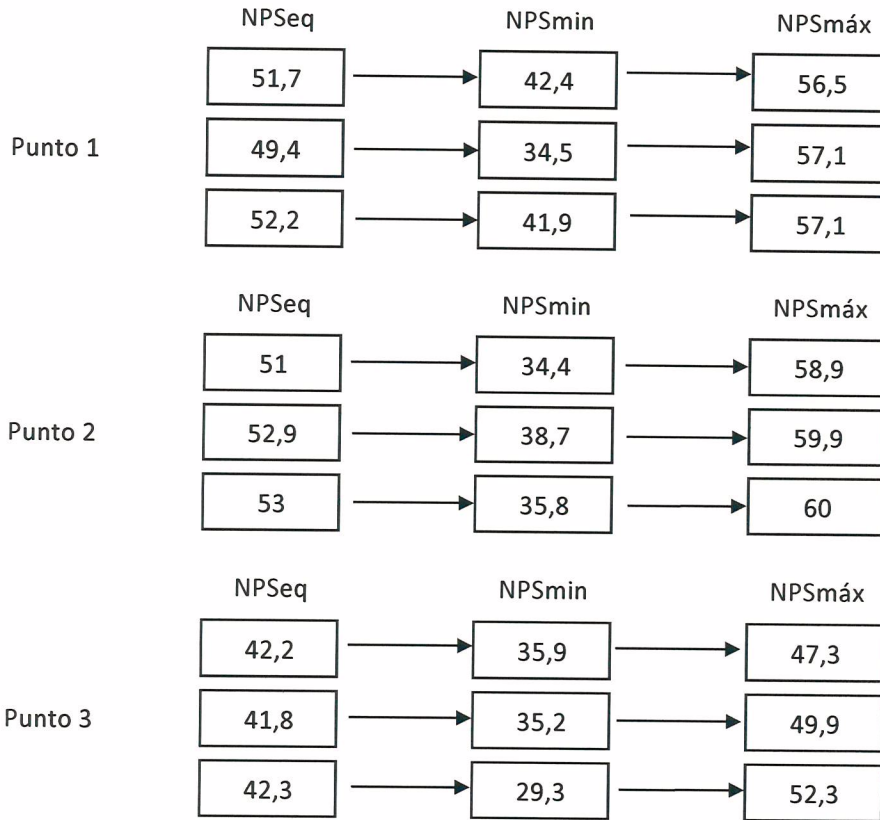 NPSeq NPSmin NPSmáx
51,7 42,4 56,5
Punto 1 49,4 34,5 57,1
52,2 41,9 57,1
NPSeq NPSmin NPSmáx
51 34,4 58,9
Punto 2 52,9 38,7 59,9
53 35,8 60
NPSeq NPSmin NPSmáx
42,2 35,9 47,3
Punto 3 41,8 35,2 49,9
42,3 29,3 52,3